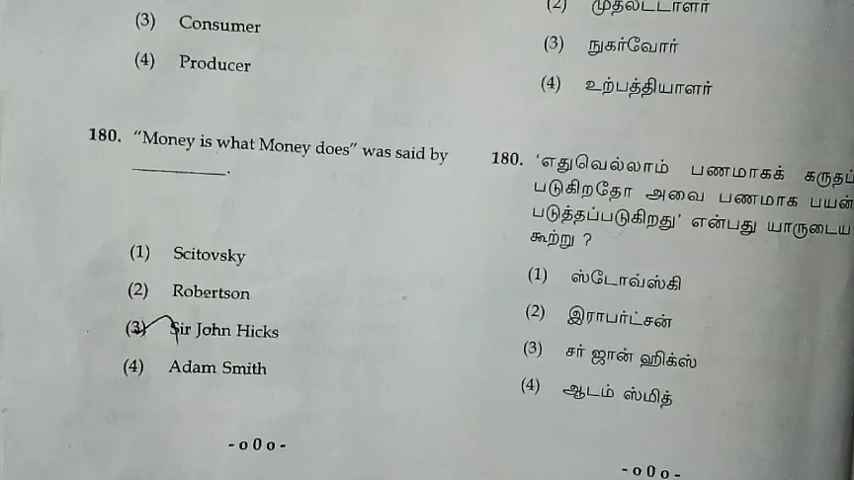 (3) Consumer
(4) Producer
180. “Money is what Money does” was said by
__________.
(1) Scitovsky
(2) Robertson
(3) Sir John Hicks
(4) Adam Smith
- o 0 o -
(2) முதலீட்டாளர்
(3) நுகர்வோர்
(4) உற்பத்தியாளர்
180. ‘எதுவெல்லாம் பணமாகக் கருதப்
படுகிறதோ அவை பணமாக பயன்
படுத்தப்படுகிறது’ என்பது யாருடைய
கூற்று ?
(1) ஸ்டோவ்ஸ்கி
(2) இராபர்ட்சன்
(3) சர் ஜான் ஹிக்ஸ்
(4) ஆடம் ஸ்மித்
- o 0 o -